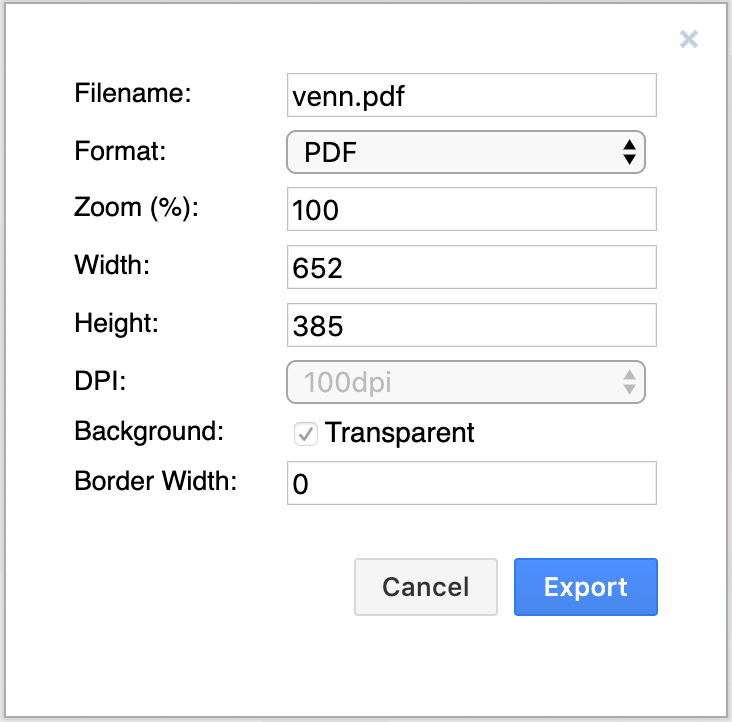 Filename: venn.pdf
Format: PDF
Zoom (%): 100
Width: 652
Height: 385
DPI: 100dpi
Background: Transparent
Border Width: 0
Cancel Export